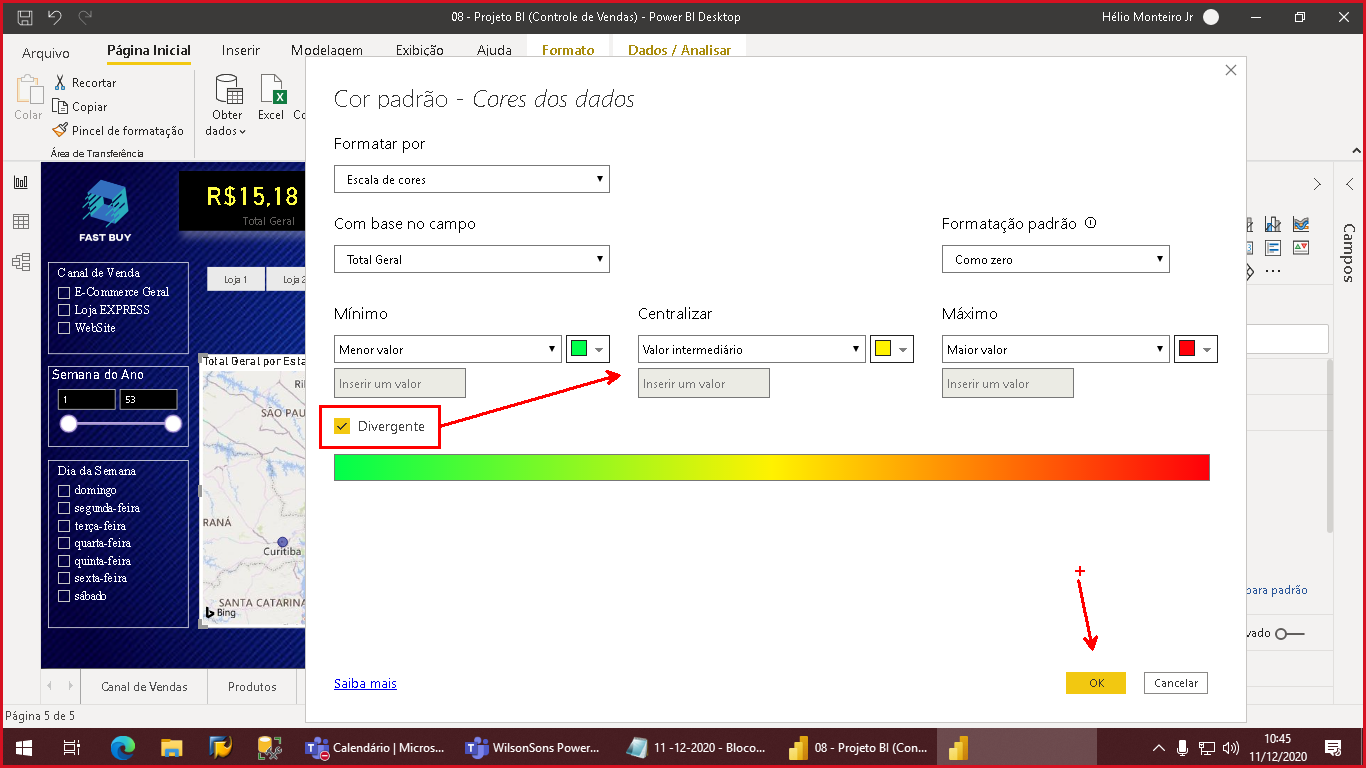 08 - Projeto BI (Controle de Vendas) - Power BI Desktop
Hélio Monteiro Jr
Arquivo
Página Inicial
Inserir
Modelagem
Exibição
Ajuda
Formato
Dados / Analisar
Colar
Recortar
Copiar
Pincel de formatação
Área de Transferência
Obter
dados
Excel
Cor padrão - Cores dos dados
Formatar por
Escala de cores
Com base no campo
Total Geral
Formatação padrão
Como zero
Mínimo
Menor valor
Inserir um valor
Centralizar
Valor intermediário
Inserir um valor
Máximo
Maior valor
Inserir um valor
Divergente
Saiba mais
OK
Cancelar
FAST BUY
R$15,18
Total Geral
Canal de Venda
E-Commerce Geral
Loja EXPRESS
WebSite
Loja 1
Loja 2
Semana do Ano
1
53
Dia da Semana
domingo
segunda-feira
terça-feira
quarta-feira
quinta-feira
sexta-feira
sábado
Total Geral por Esta
SÃO PAU
RANÁ
Curitiba
SANTA CATARINA
Bing
Campos
para padrão
vado
Canal de Vendas
Produtos
Página 5 de 5
Calendário | Micros...
WilsonSons Power...
11 -12-2020 - Bloco...
08 - Projeto BI (Con...
10:45
11/12/2020